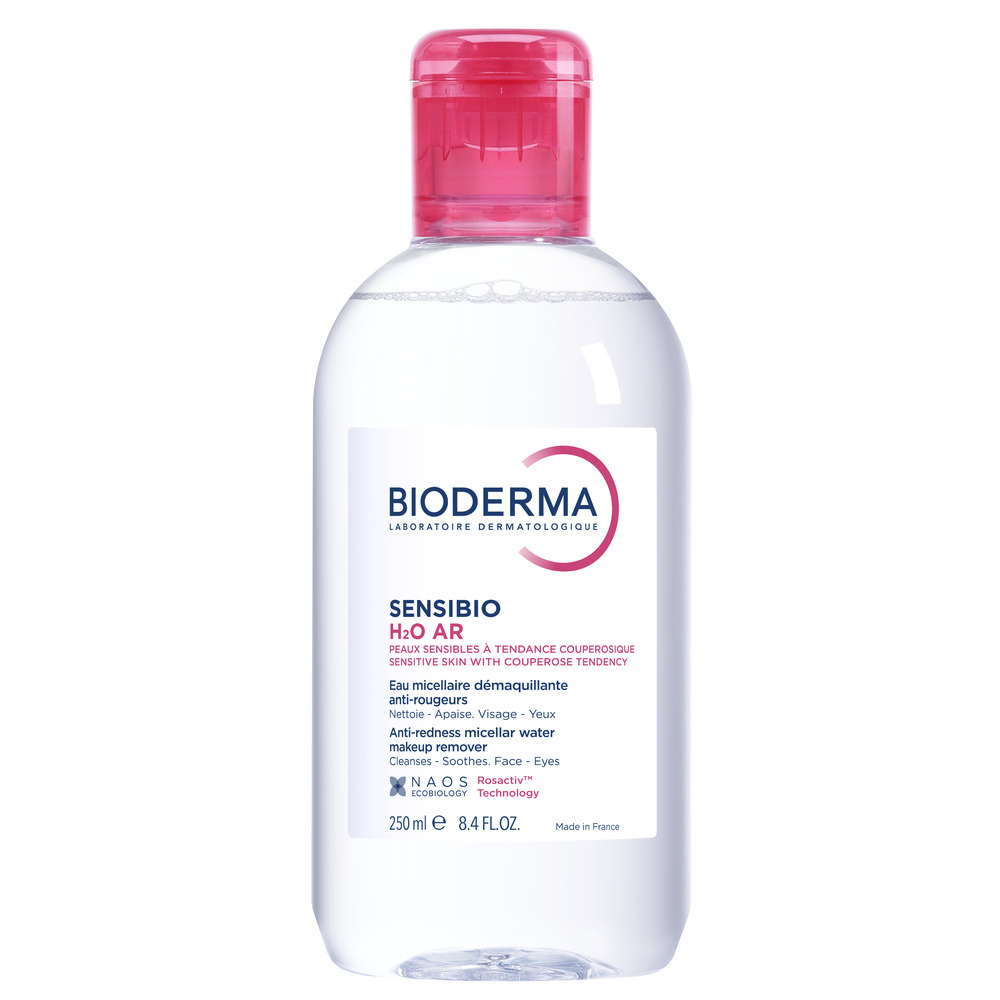 BIODERMA
LABORATOIRE DERMATOLOGIQUE
SENSIBIO
H₂O AR
PEAUX SENSIBLES À TENDANCE COUPEROSIQUE
SENSITIVE SKIN WITH COUPEROSE TENDENCY
Eau micellaire démaquillante
anti-rougeurs
Nettoie - Apaise. Visage - Yeux
Anti-redness micellar water
makeup remover
Cleanses - Soothes. Face - Eyes
NAOS Rosactiv™
ECOBIOLOGY Technology
250 ml ℮ 8.4 FL.OZ. Made in France